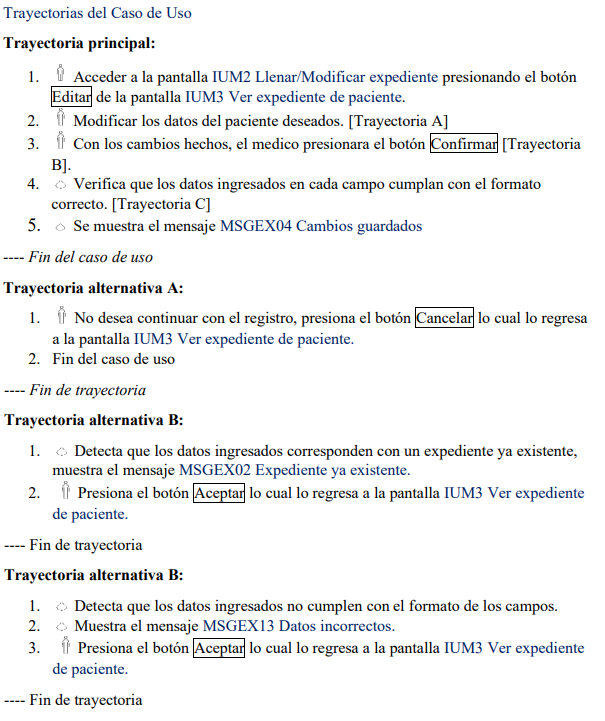 Trayectorias del Caso de Uso
Trayectoria principal:
1. Acceder a la pantalla IUM2 Llenar/Modificar expediente presionando el botón
Editar de la pantalla IUM3 Ver expediente de paciente.
2. Modificar los datos del paciente deseados. [Trayectoria A]
3. Con los cambios hechos, el medico presionara el botón Confirmar [Trayectoria
B].
4. Verifica que los datos ingresados en cada campo cumplan con el formato
correcto. [Trayectoria C]
5. Se muestra el mensaje MSGEX04 Cambios guardados
---- Fin del caso de uso
Trayectoria alternativa A:
1. No desea continuar con el registro, presiona el botón Cancelar lo cual lo regresa
a la pantalla IUM3 Ver expediente de paciente.
2. Fin del caso de uso
---- Fin de trayectoria
Trayectoria alternativa B:
1. Detecta que los datos ingresados corresponden con un expediente ya existente,
muestra el mensaje MSGEX02 Expediente ya existente.
2. Presiona el botón Aceptar lo cual lo regresa a la pantalla IUM3 Ver expediente
de paciente.
---- Fin de trayectoria
Trayectoria alternativa B:
1. Detecta que los datos ingresados no cumplen con el formato de los campos.
2. Muestra el mensaje MSGEX13 Datos incorrectos.
3. Presiona el botón Aceptar lo cual lo regresa a la pantalla IUM3 Ver expediente
de paciente.
---- Fin de trayectoria